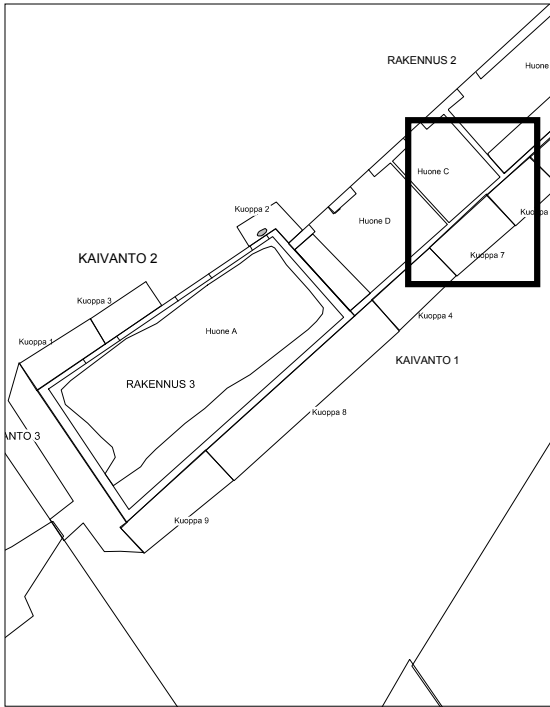 RAKENNUS 2
Huone
Huone C
Kuoppa 2
Kuoppa
Huone D
KAIVANTO 2
Kuoppa 7
Kuoppa 3
Kuoppa 4
Huone A
Kuoppa 1
KAIVANTO 1
RAKENNUS 3
Kuoppa 8
ANTO 3
Kuoppa 9